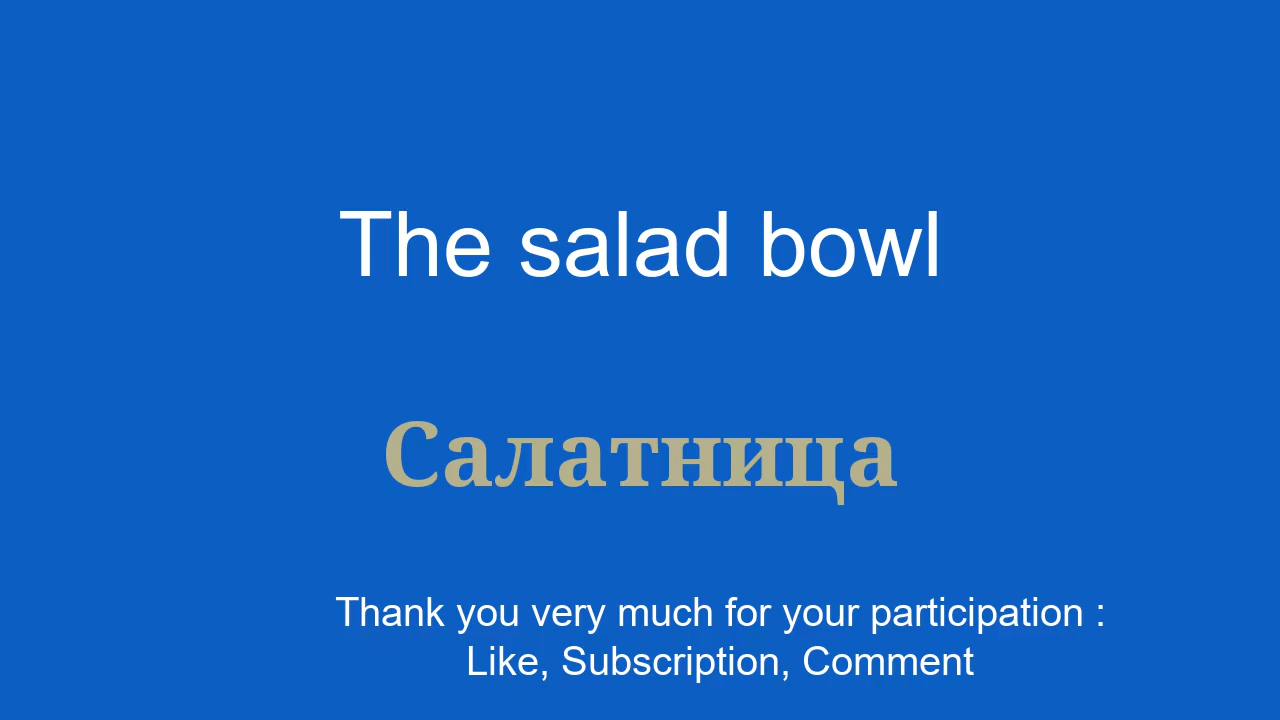 The salad bowl
Салатница
Thank you very much for your participation :
Like, Subscription, Comment